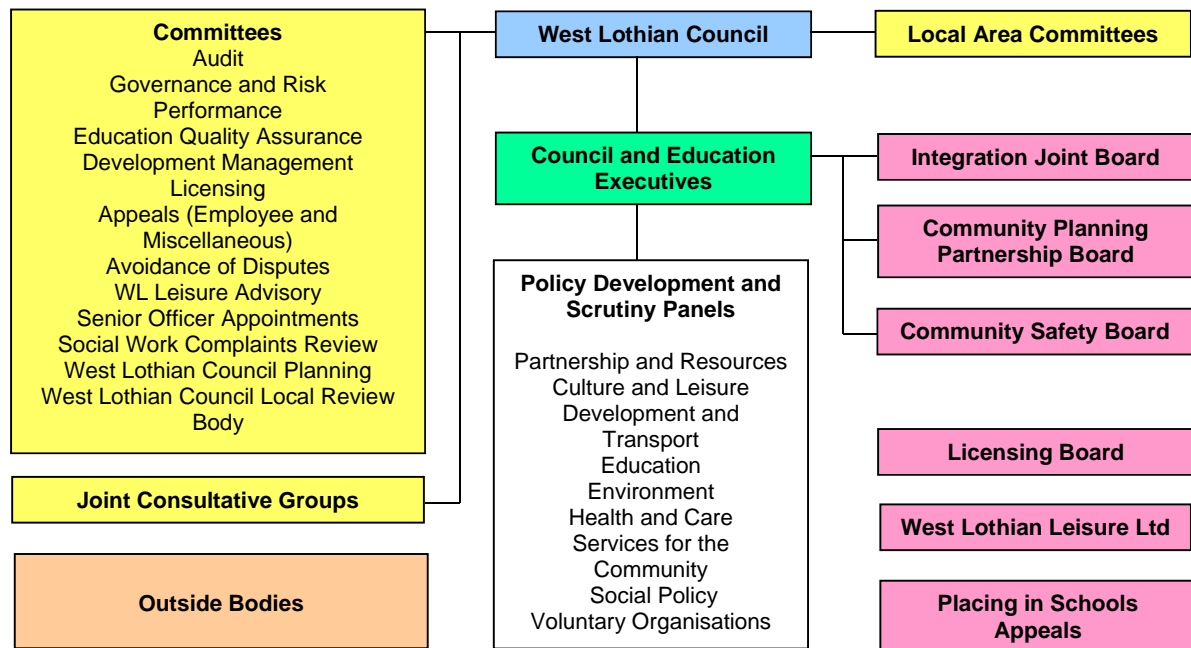 Committees
Audit
Governance and Risk
Performance
Education Quality Assurance
Development Management
Licensing
Appeals (Employee and
Miscellaneous)
Avoidance of Disputes
WL Leisure Advisory
Senior Officer Appointments
Social Work Complaints Review
West Lothian Council Planning
West Lothian Council Local Review
Body
Joint Consultative Groups
Outside Bodies
West Lothian Council
Council and Education
Executives
Policy Development and
Scrutiny Panels
Partnership and Resources
Culture and Leisure
Development and
Transport
Education
Environment
Health and Care
Services for the
Community
Social Policy
Voluntary Organisations
Local Area Committees
Integration Joint Board
Community Planning
Partnership Board
Community Safety Board
Licensing Board
West Lothian Leisure Ltd
Placing in Schools
Appeals